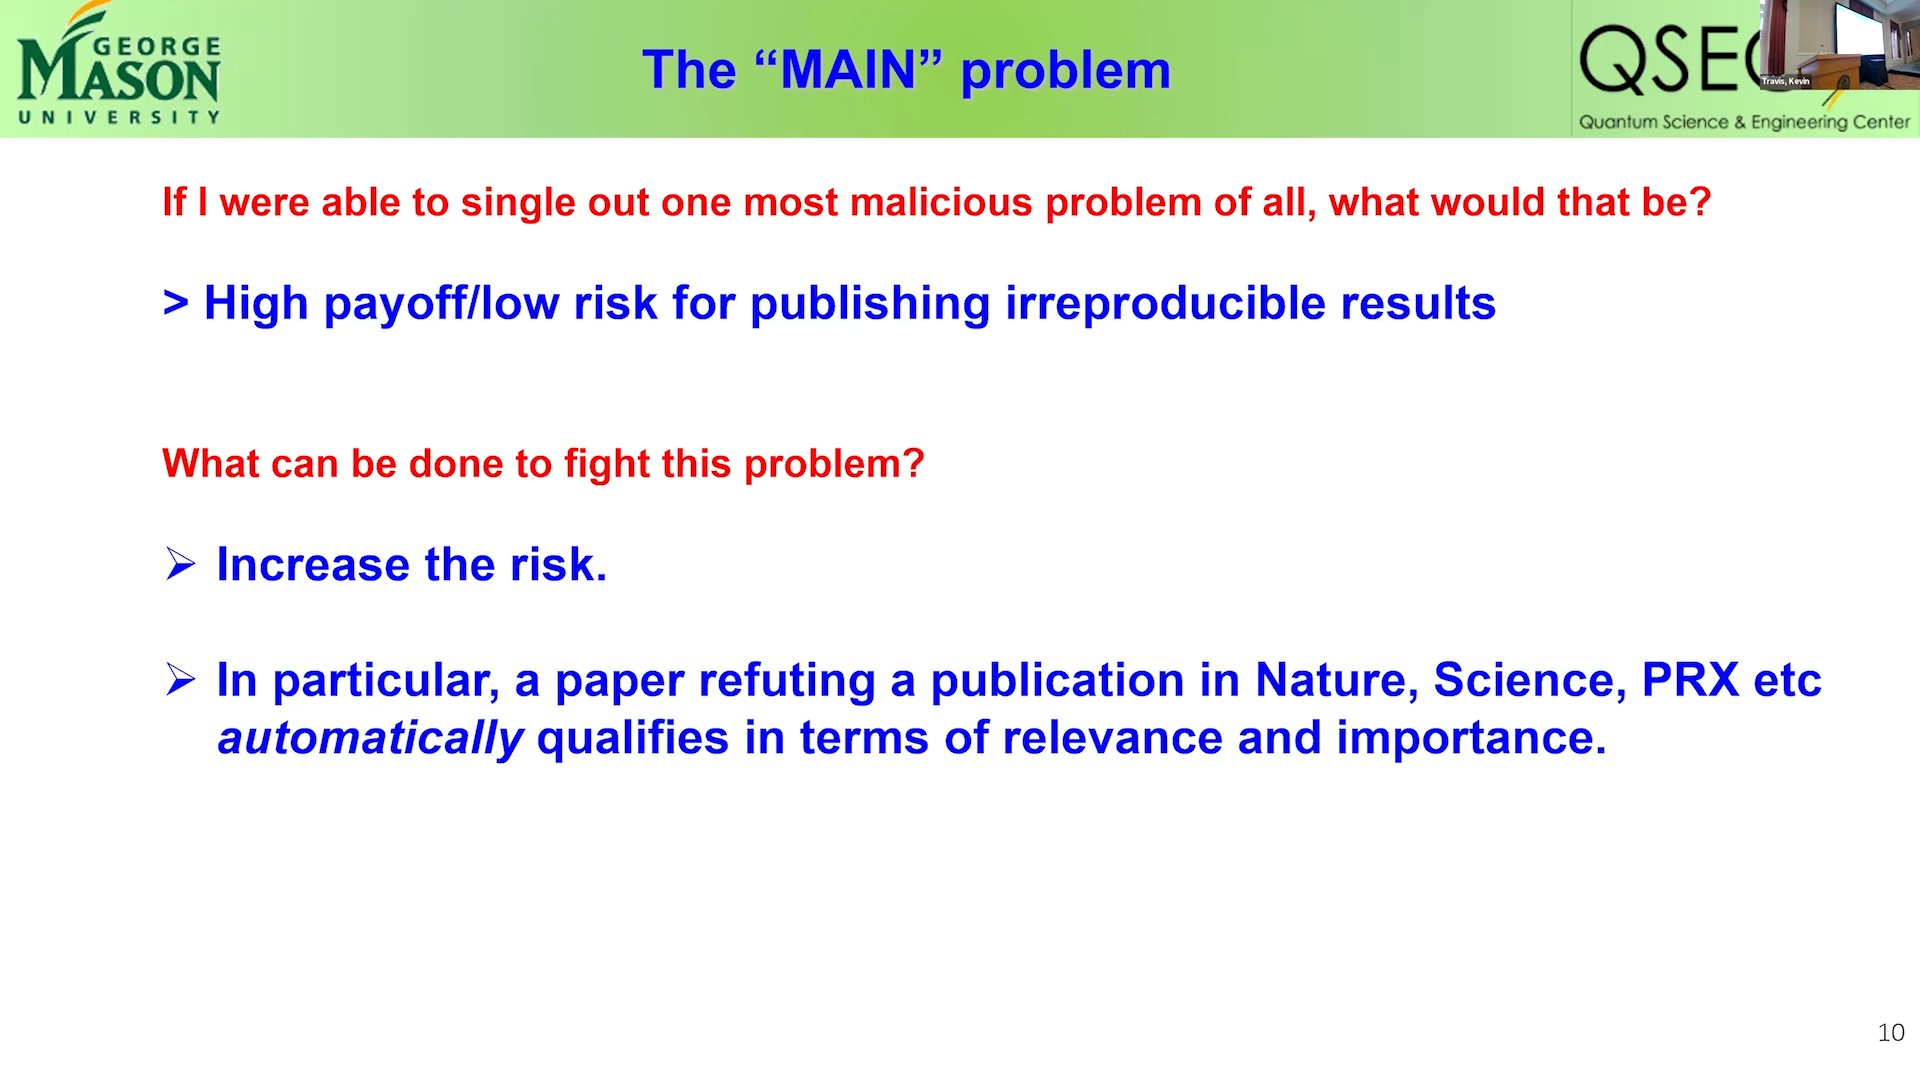 GEORGE
MASON
UNIVERSITY
The “MAIN” problem
QSEC
Travis, Kevin
Quantum Science & Engineering Center
If I were able to single out one most malicious problem of all, what would that be?
> High payoff/low risk for publishing irreproducible results
What can be done to fight this problem?
➢ Increase the risk.
➢ In particular, a paper refuting a publication in Nature, Science, PRX etc
automatically qualifies in terms of relevance and importance.
10